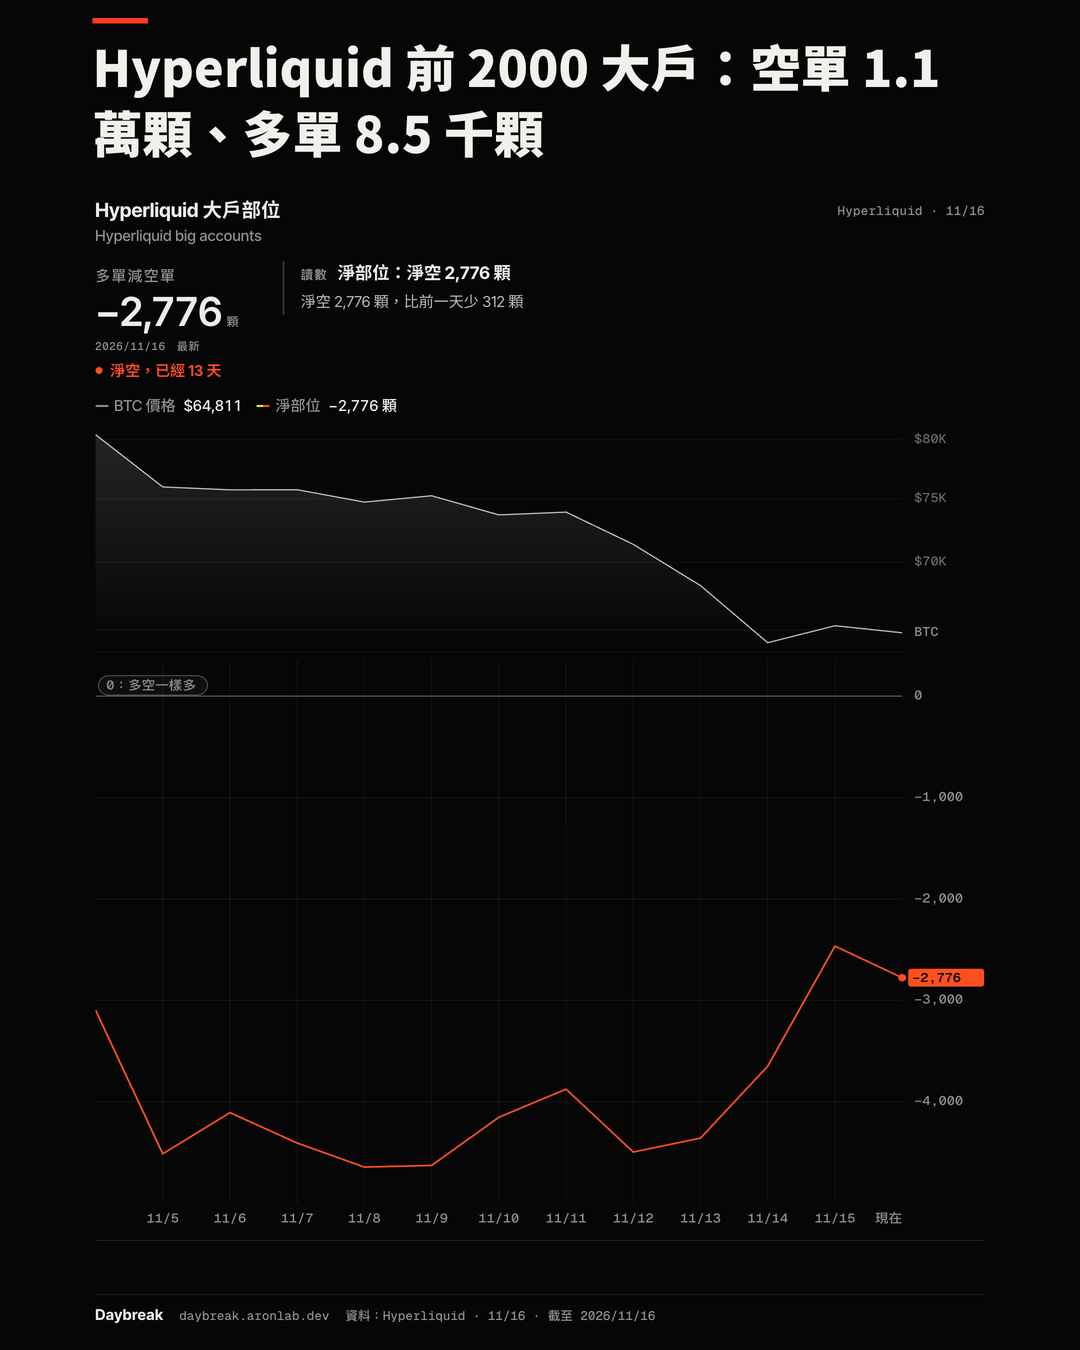 Hyperliquid 前 2000 大戶：空單 1.1
萬顆、多單 8.5 千顆
Hyperliquid 大戶部位
Hyperliquid · 11/16
Hyperliquid big accounts
多單減空單
−2,776 顆
2026/11/16 最新
淨空，已經 13 天
讀數 淨部位：淨空 2,776 顆
淨空 2,776 顆，比前一天少 312 顆
BTC 價格 $64,811 淨部位 −2,776 顆
$80K
$75K
$70K
BTC
0：多空一樣多
0
−1,000
−2,000
−2,776
−3,000
−4,000
11/5 11/6 11/7 11/8 11/9 11/10 11/11 11/12 11/13 11/14 11/15 現在
Daybreak daybreak.aronlab.dev 資料：Hyperliquid · 11/16 · 截至 2026/11/16